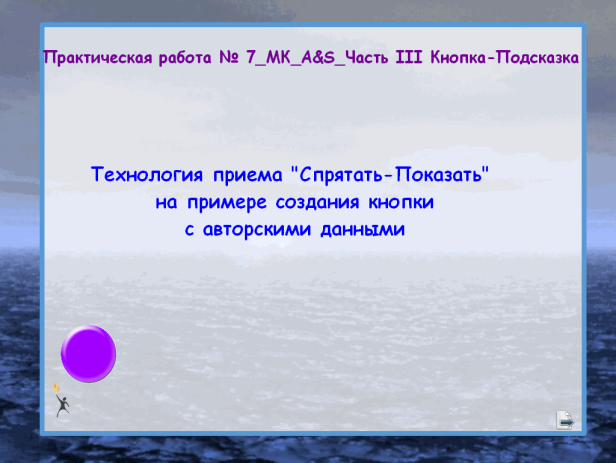 Практическая работа № 7_МК_A&S_Часть III Кнопка-Подсказка
Технология приема "Спрятать-Показать"
на примере создания кнопки
с авторскими данными